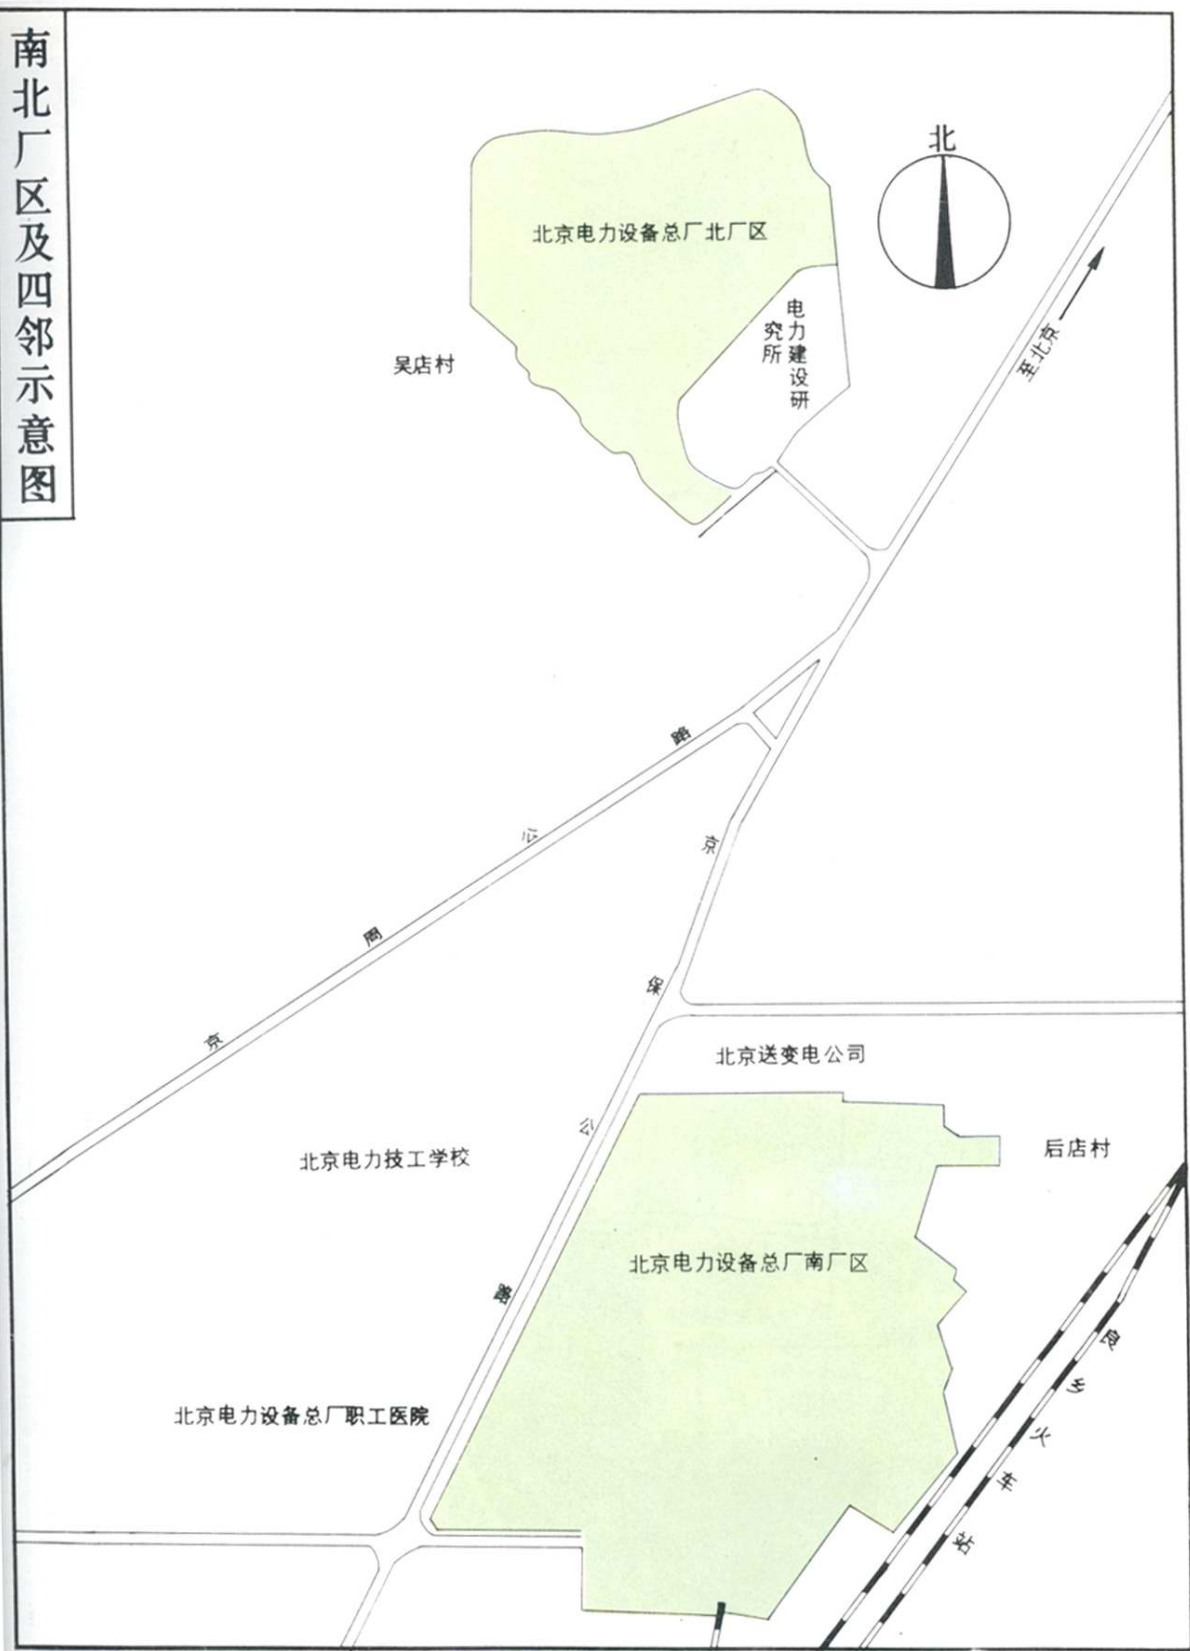 南北厂区及四邻示意图
北
北京电力设备总厂北厂区
电力建设研
究所
至北京
吴店村
京周公路
京保公路
北京送变电公司
后店村
北京电力技工学校
北京电力设备总厂南厂区
良乡火车站
北京电力设备总厂职工医院